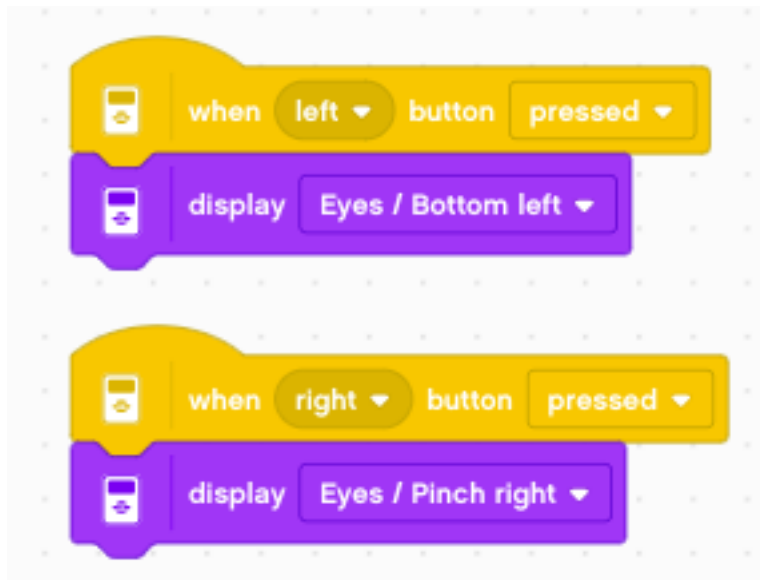 when left button pressed
display Eyes / Bottom left
when right button pressed
display Eyes / Pinch right